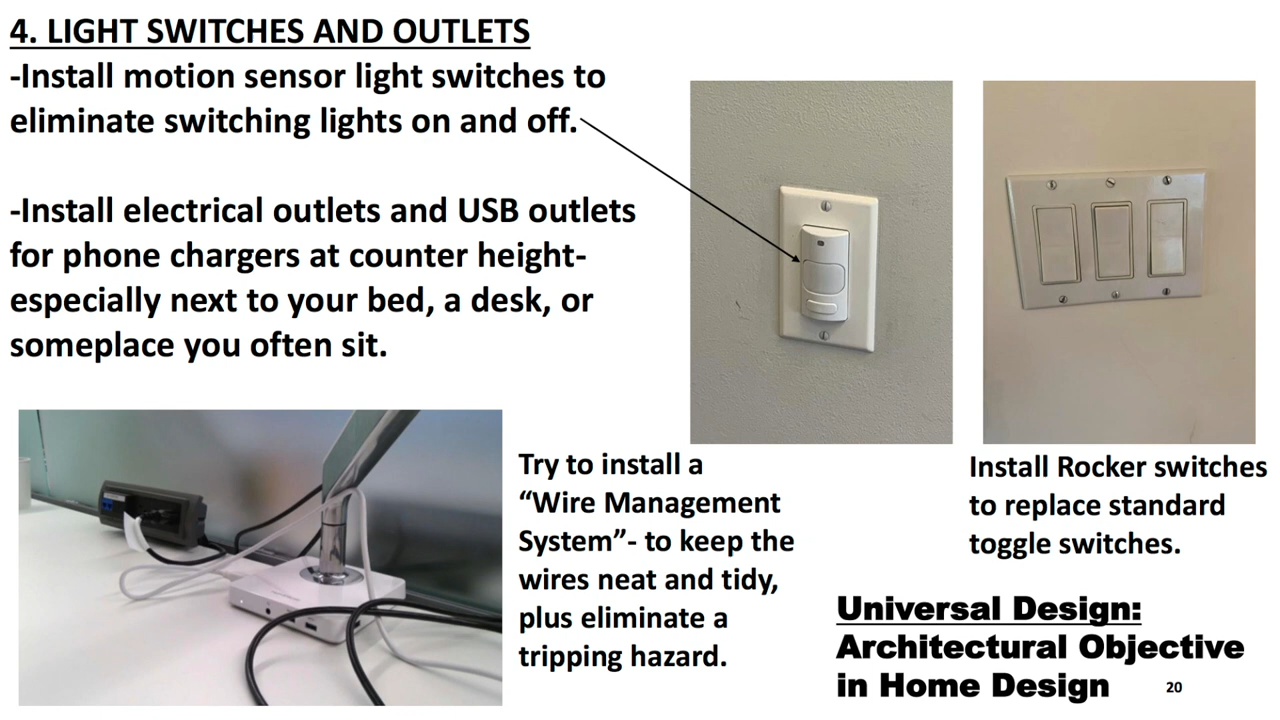 4. LIGHT SWITCHES AND OUTLETS
-Install motion sensor light switches to
eliminate switching lights on and off.
-Install electrical outlets and USB outlets
for phone chargers at counter height-
especially next to your bed, a desk, or
someplace you often sit.
Try to install a
“Wire Management
System”- to keep the
wires neat and tidy,
plus eliminate a
tripping hazard.
Install Rocker switches
to replace standard
toggle switches.
Universal Design:
Architectural Objective
in Home Design
20